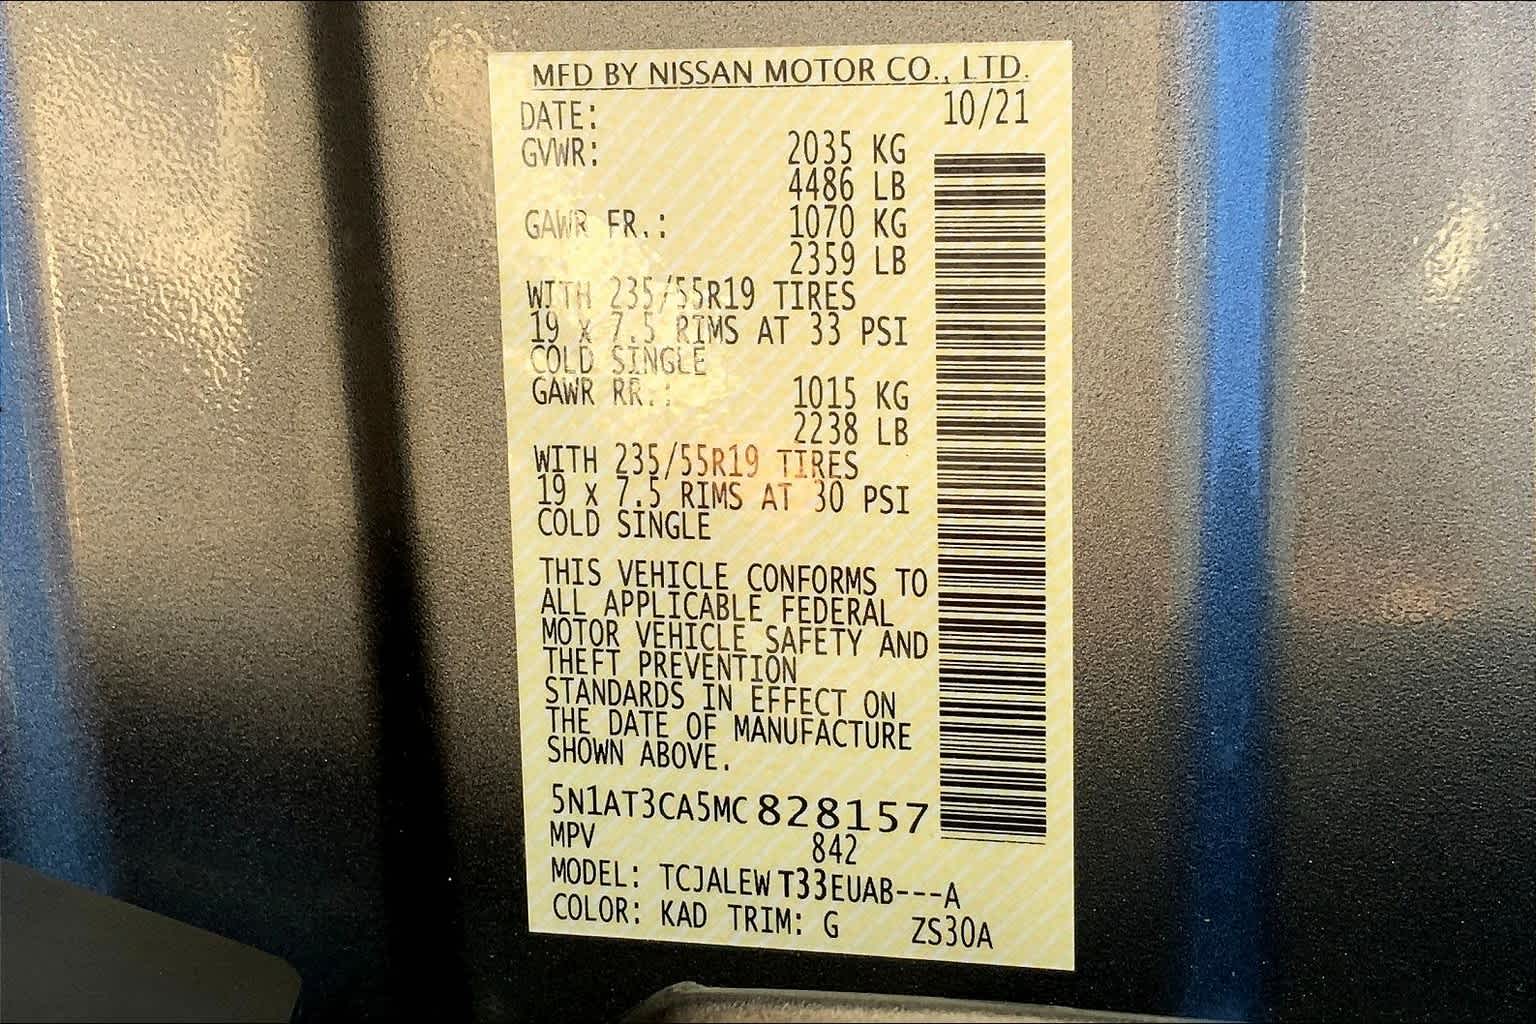 MFD BY NISSAN MOTOR CO., LTD.
DATE: 10/21
GVWR: 2035 KG
4486 LB
GAWR FR.: 1070 KG
2359 LB
WITH 235/55R19 TIRES
19 x 7.5 RIMS AT 33 PSI
COLD SINGLE
GAWR RR.: 1015 KG
2238 LB
WITH 235/55R19 TIRES
19 x 7.5 RIMS AT 30 PSI
COLD SINGLE
THIS VEHICLE CONFORMS TO
ALL APPLICABLE FEDERAL
MOTOR VEHICLE SAFETY AND
THEFT PREVENTION
STANDARDS IN EFFECT ON
THE DATE OF MANUFACTURE
SHOWN ABOVE.
5N1AT3CA5MC828157
MPV 842
MODEL: TCJALEWT33EUAB---A
COLOR: KAD TRIM: G ZS30A